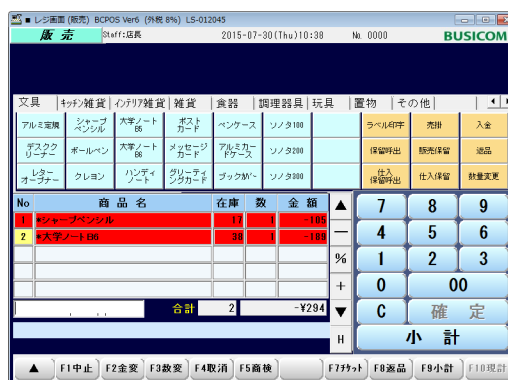 ■ レジ画面 (販売) BCPOS Ver6 (外税 8%) LS-012045
販 売 Staff:店長 2015-07-30(Thu)10:38 No. 0000 BUSICOM
文具 キッチン雑貨 インテリア雑貨 雑貨 食器 調理器具 玩具 置物 その他
アルミ定規 シャープペンシル 大学ノートB6 ポストカード ペンケース ソノタ100 ラベル印字 売掛 入金
デスククリーナー ボールペン 大学ノートB6 メッセージカード アルミカードケース ソノタ200 保留呼出 販売保留 返品
レターオープナー クレヨン ハンディノート グリーティングカード ソノタ300 仕入保留呼出 仕入保留 数量変更
No 商 品 名 在庫 数 金 額 ▲ 7 8 9
1 *シャープペンシル 17 1 -105
2 *大学ノートB6 38 1 -189 — 4 5 6
% 1 2 3
+ 0 00
合計 2 -¥294 ▼ C 確 定
H 小 計
▲ F1中止 F2金変 F3数変 F4取消 F5商検 F7ﾁｹｯﾄ F8返品 F9小計 F10現計